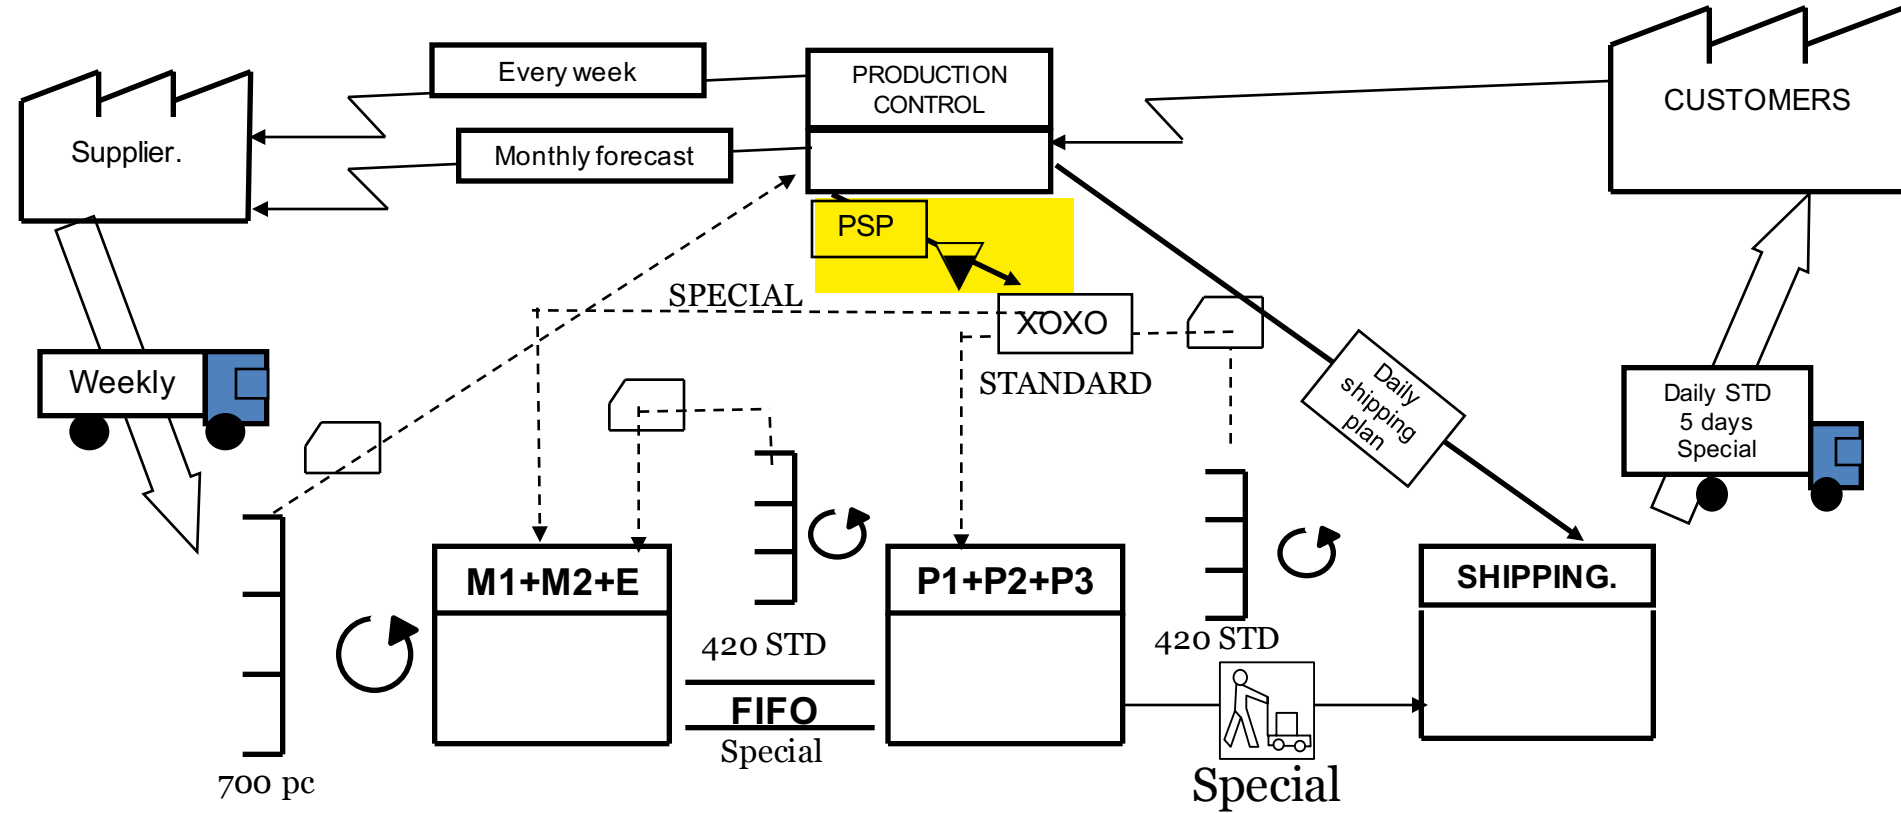 Every week
PRODUCTION
CONTROL
CUSTOMERS
Supplier.
Monthly forecast
PSP
SPECIAL
XOXO
STANDARD
Weekly
Daily
shipping
plan
Daily STD
5 days
Special
M1+M2+E
P1+P2+P3
SHIPPING.
420 STD
420 STD
FIFO
Special
700 pc
Special